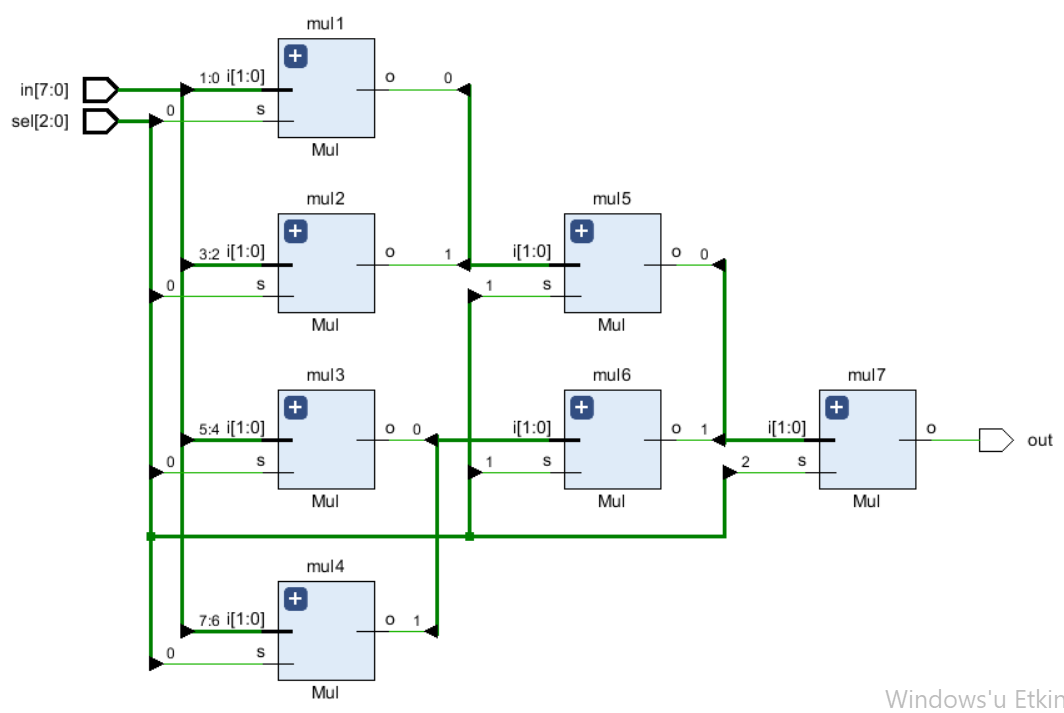 mul1
in[7:0]
1:0 i[1:0]
o 0
sel[2:0]
0 s
Mul
mul2
3:2 i[1:0]
o 1
0 s
Mul
mul5
i[1:0]
o 0
1 s
Mul
mul3
5:4 i[1:0]
o 0
0 s
Mul
mul6
i[1:0]
o 1
1 s
Mul
mul7
i[1:0]
o
out
2 s
Mul
mul4
7:6 i[1:0]
o 1
0 s
Mul
Windows'u Etkin